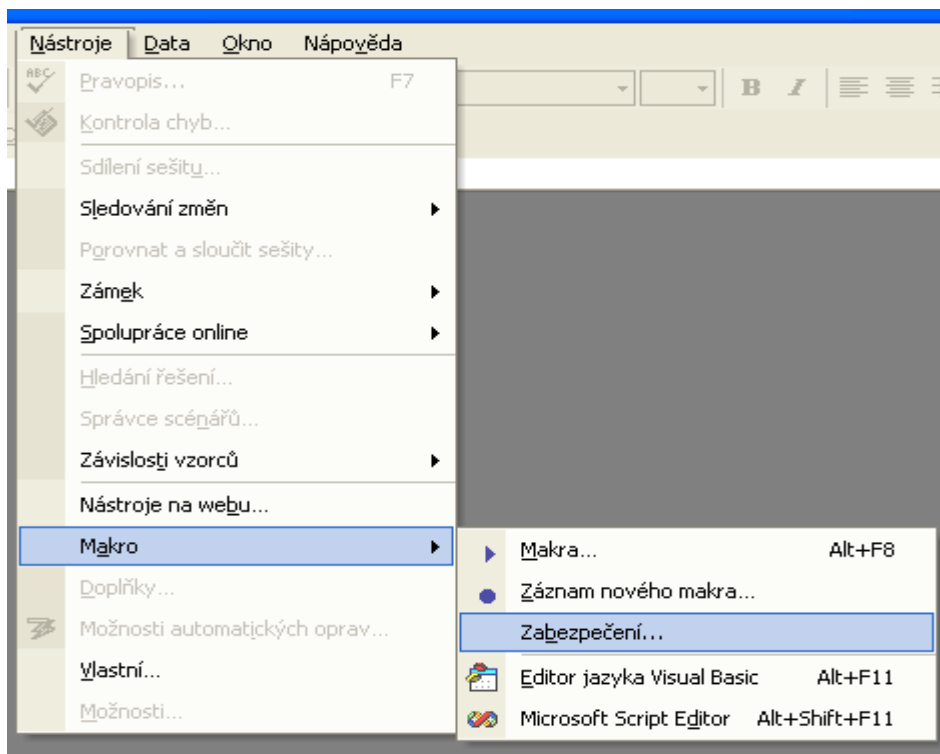 Nástroje Data Okno Nápověda
ABC
Pravopis... F7
B I
Kontrola chyb...
Sdílení sešitu...
Sledování změn
Porovnat a sloučit sešity...
Zámek
Spolupráce online
Hledání řešení...
Správce scénářů...
Závislosti vzorců
Nástroje na webu...
Makro
Makra... Alt+F8
Doplňky...
Záznam nového makra...
Možnosti automatických oprav...
Zabezpečení...
Vlastní...
Editor jazyka Visual Basic Alt+F11
Možnosti...
Microsoft Script Editor Alt+Shift+F11